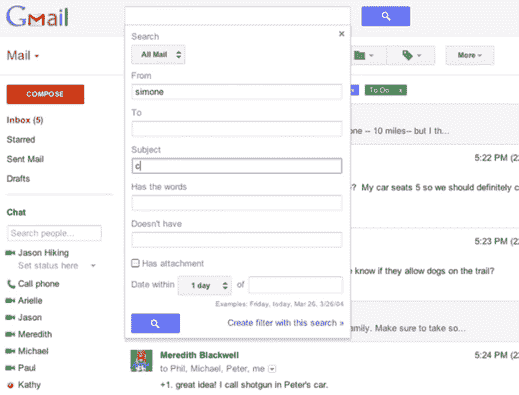 Gmail
Search
Mail
All Mail
More
From
COMPOSE
simone
To Do x
To
Inbox (5)
one -- 10 miles-- but I th...
Starred
Subject
Sent Mail
5:22 PM (2
c
Drafts
Has the words
? My car seats 5 so we should definitely c
Chat
Doesn't have
Search people...
5:23 PM (2
Jason Hiking
Has attachment
Set status here
know if they allow dogs on the trail?
Call phone
Date within 1 day of
Arielle
Examples: Friday, today, Mar 26, 3/26/04
Jason
Create filter with this search »
amily. Make sure to take so...
Meredith
Michael
Meredith Blackwell
5:24 PM (2
Paul
to Phil, Michael, Peter, me
Kathy
+1. great idea! I call shotgun in Peter's car.